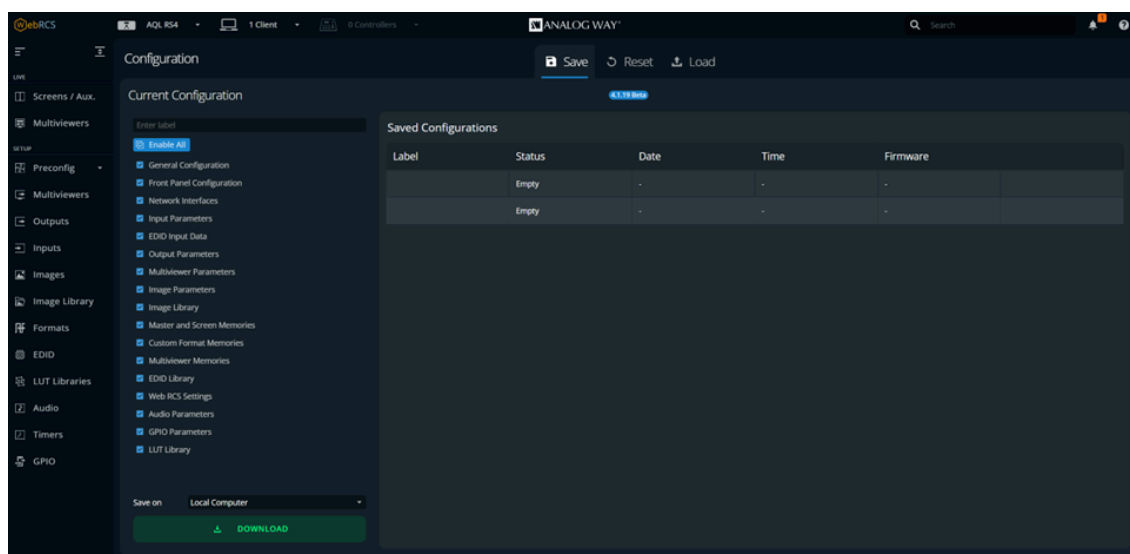 WebRCS
AQL RS4
1 Client
0 Controllers
ANALOG WAY®
Search
1
Configuration
Save
Reset
Load
LIVE
Screens / Aux.
Multiviewers
SETUP
Preconfig
Multiviewers
Outputs
Inputs
Images
Image Library
Formats
EDID
LUT Libraries
Audio
Timers
GPIO
Current Configuration
4.1.19 Beta
Enter label
Enable All
General Configuration
Front Panel Configuration
Network Interfaces
Input Parameters
EDID Input Data
Output Parameters
Multiviewer Parameters
Image Parameters
Image Library
Master and Screen Memories
Custom Format Memories
Multiviewer Memories
EDID Library
Web RCS Settings
Audio Parameters
GPIO Parameters
LUT Library
Save on Local Computer
DOWNLOAD
Saved Configurations
Label Status Date Time Firmware
Empty - - -
Empty - - -